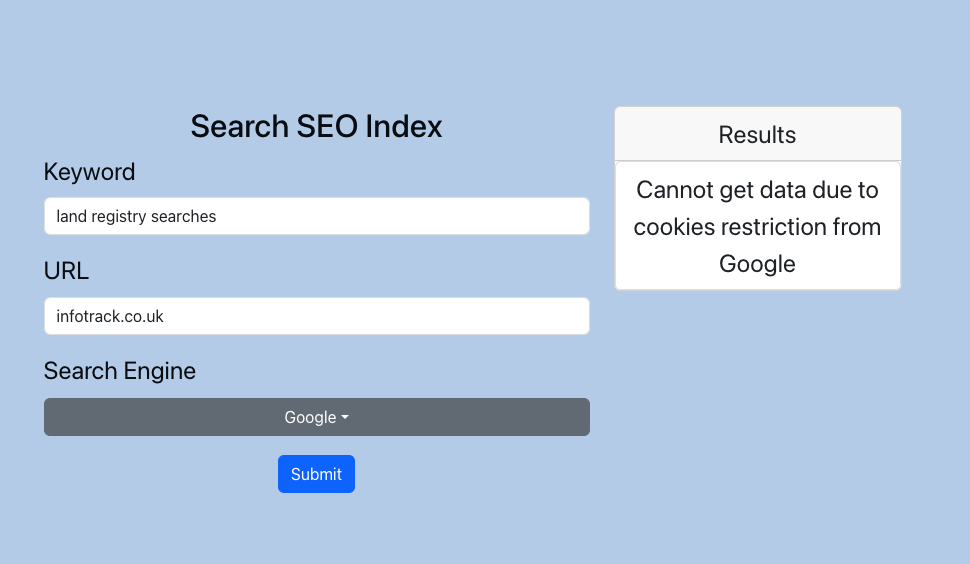 Search SEO Index
Keyword
land registry searches
URL
infotrack.co.uk
Search Engine
Google
Submit
Results
Cannot get data due to
cookies restriction from
Google